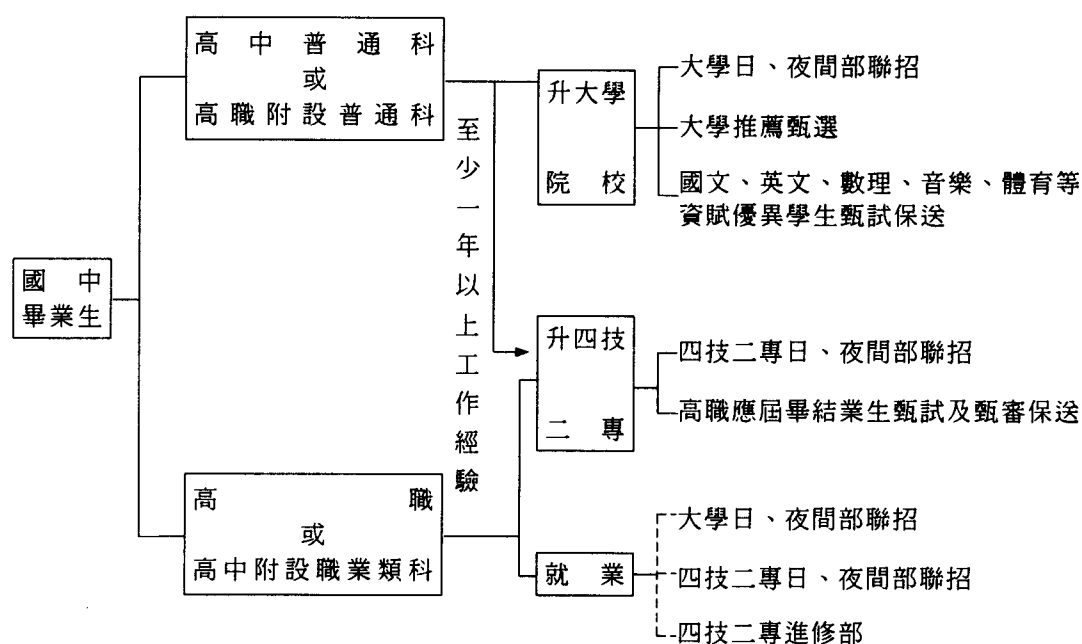 國中
畢業生
高中普通科
或
高職附設普通科
至少一年以上工作經驗
高職
或
高中附設職業類科
升大學
院校
大學日、夜間部聯招
大學推薦甄選
國文、英文、數理、音樂、體育等
資賦優異學生甄試保送
升四技
二專
四技二專日、夜間部聯招
高職應屆畢結業生甄試及甄審保送
就業
大學日、夜間部聯招
四技二專日、夜間部聯招
四技二專進修部